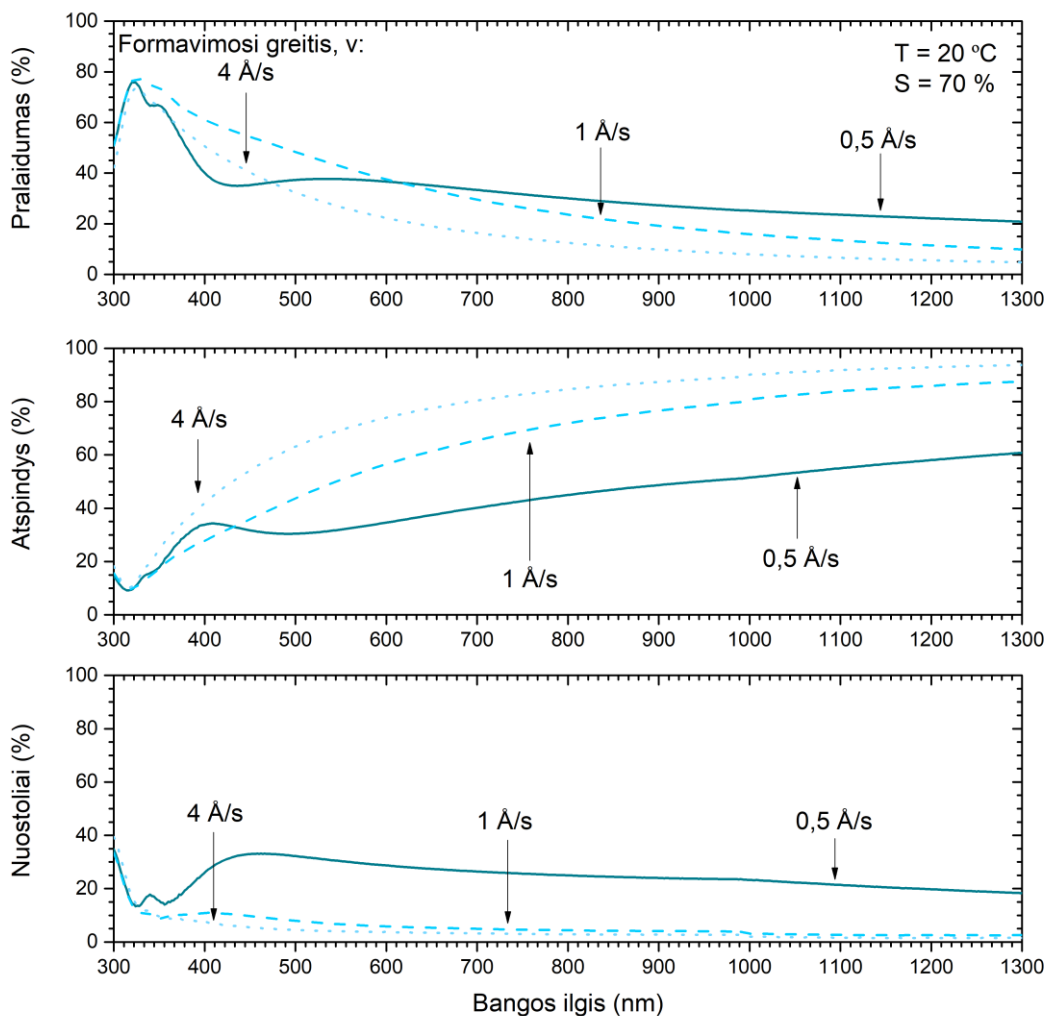 Formavimosi greitis, v:
4 Å/s
1 Å/s
0,5 Å/s
T = 20 ºC
S = 70 %
Pralaidumas (%)
100
80
60
40
20
0
300 400 500 600 700 800 900 1000 1100 1200 1300
Atspindys (%)
100
80
60
40
20
0
4 Å/s
1 Å/s
0,5 Å/s
300 400 500 600 700 800 900 1000 1100 1200 1300
Nuostoliai (%)
100
80
60
40
20
0
4 Å/s
1 Å/s
0,5 Å/s
300 400 500 600 700 800 900 1000 1100 1200 1300
Bangos ilgis (nm)